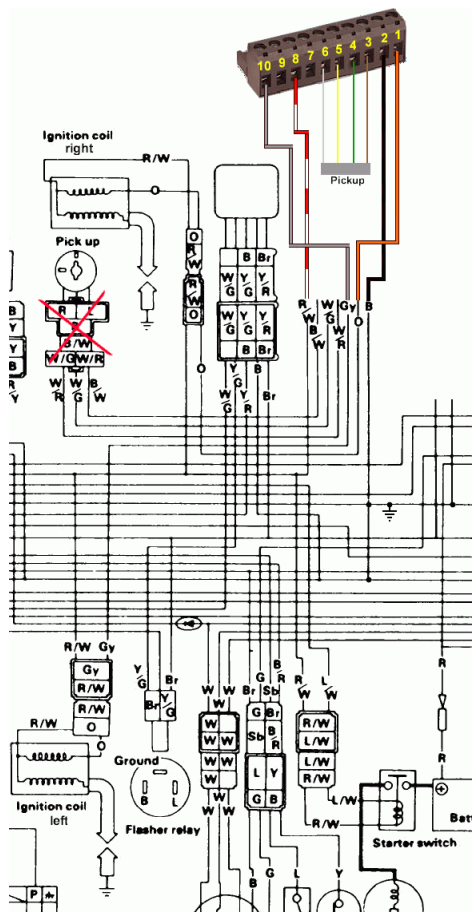 10 9 8 7 6 5 4 3 2 1
Pickup
Ignition coil
right
R/W
O
Pick up
O
R/W
R/W
O
B Br
W/G Y/G Y/R
W/G Y/G Y/R
B Br
R
B/W
W/G W/R
W/R W/G B/W
O
Y/G B
W/G Y/R Br
R/W B/W W/G W/R Gy O B
B
Y
Y
B
R/Y
R/W Gy
Gy
R/W
R/W
O
R/W
O
Ignition coil
left
Y/G Br
Br Y/G
Ground
B L
Flasher relay
W W W
W W
W W
W W
W W
W W W
B
G R
Br Sb
G Br
Sb B/R
L Y
G B
B G L Y
R/W L/W
R/W
L/W
L/W
R/W
L/W
R/W
Starter switch
R
R
Batt
P